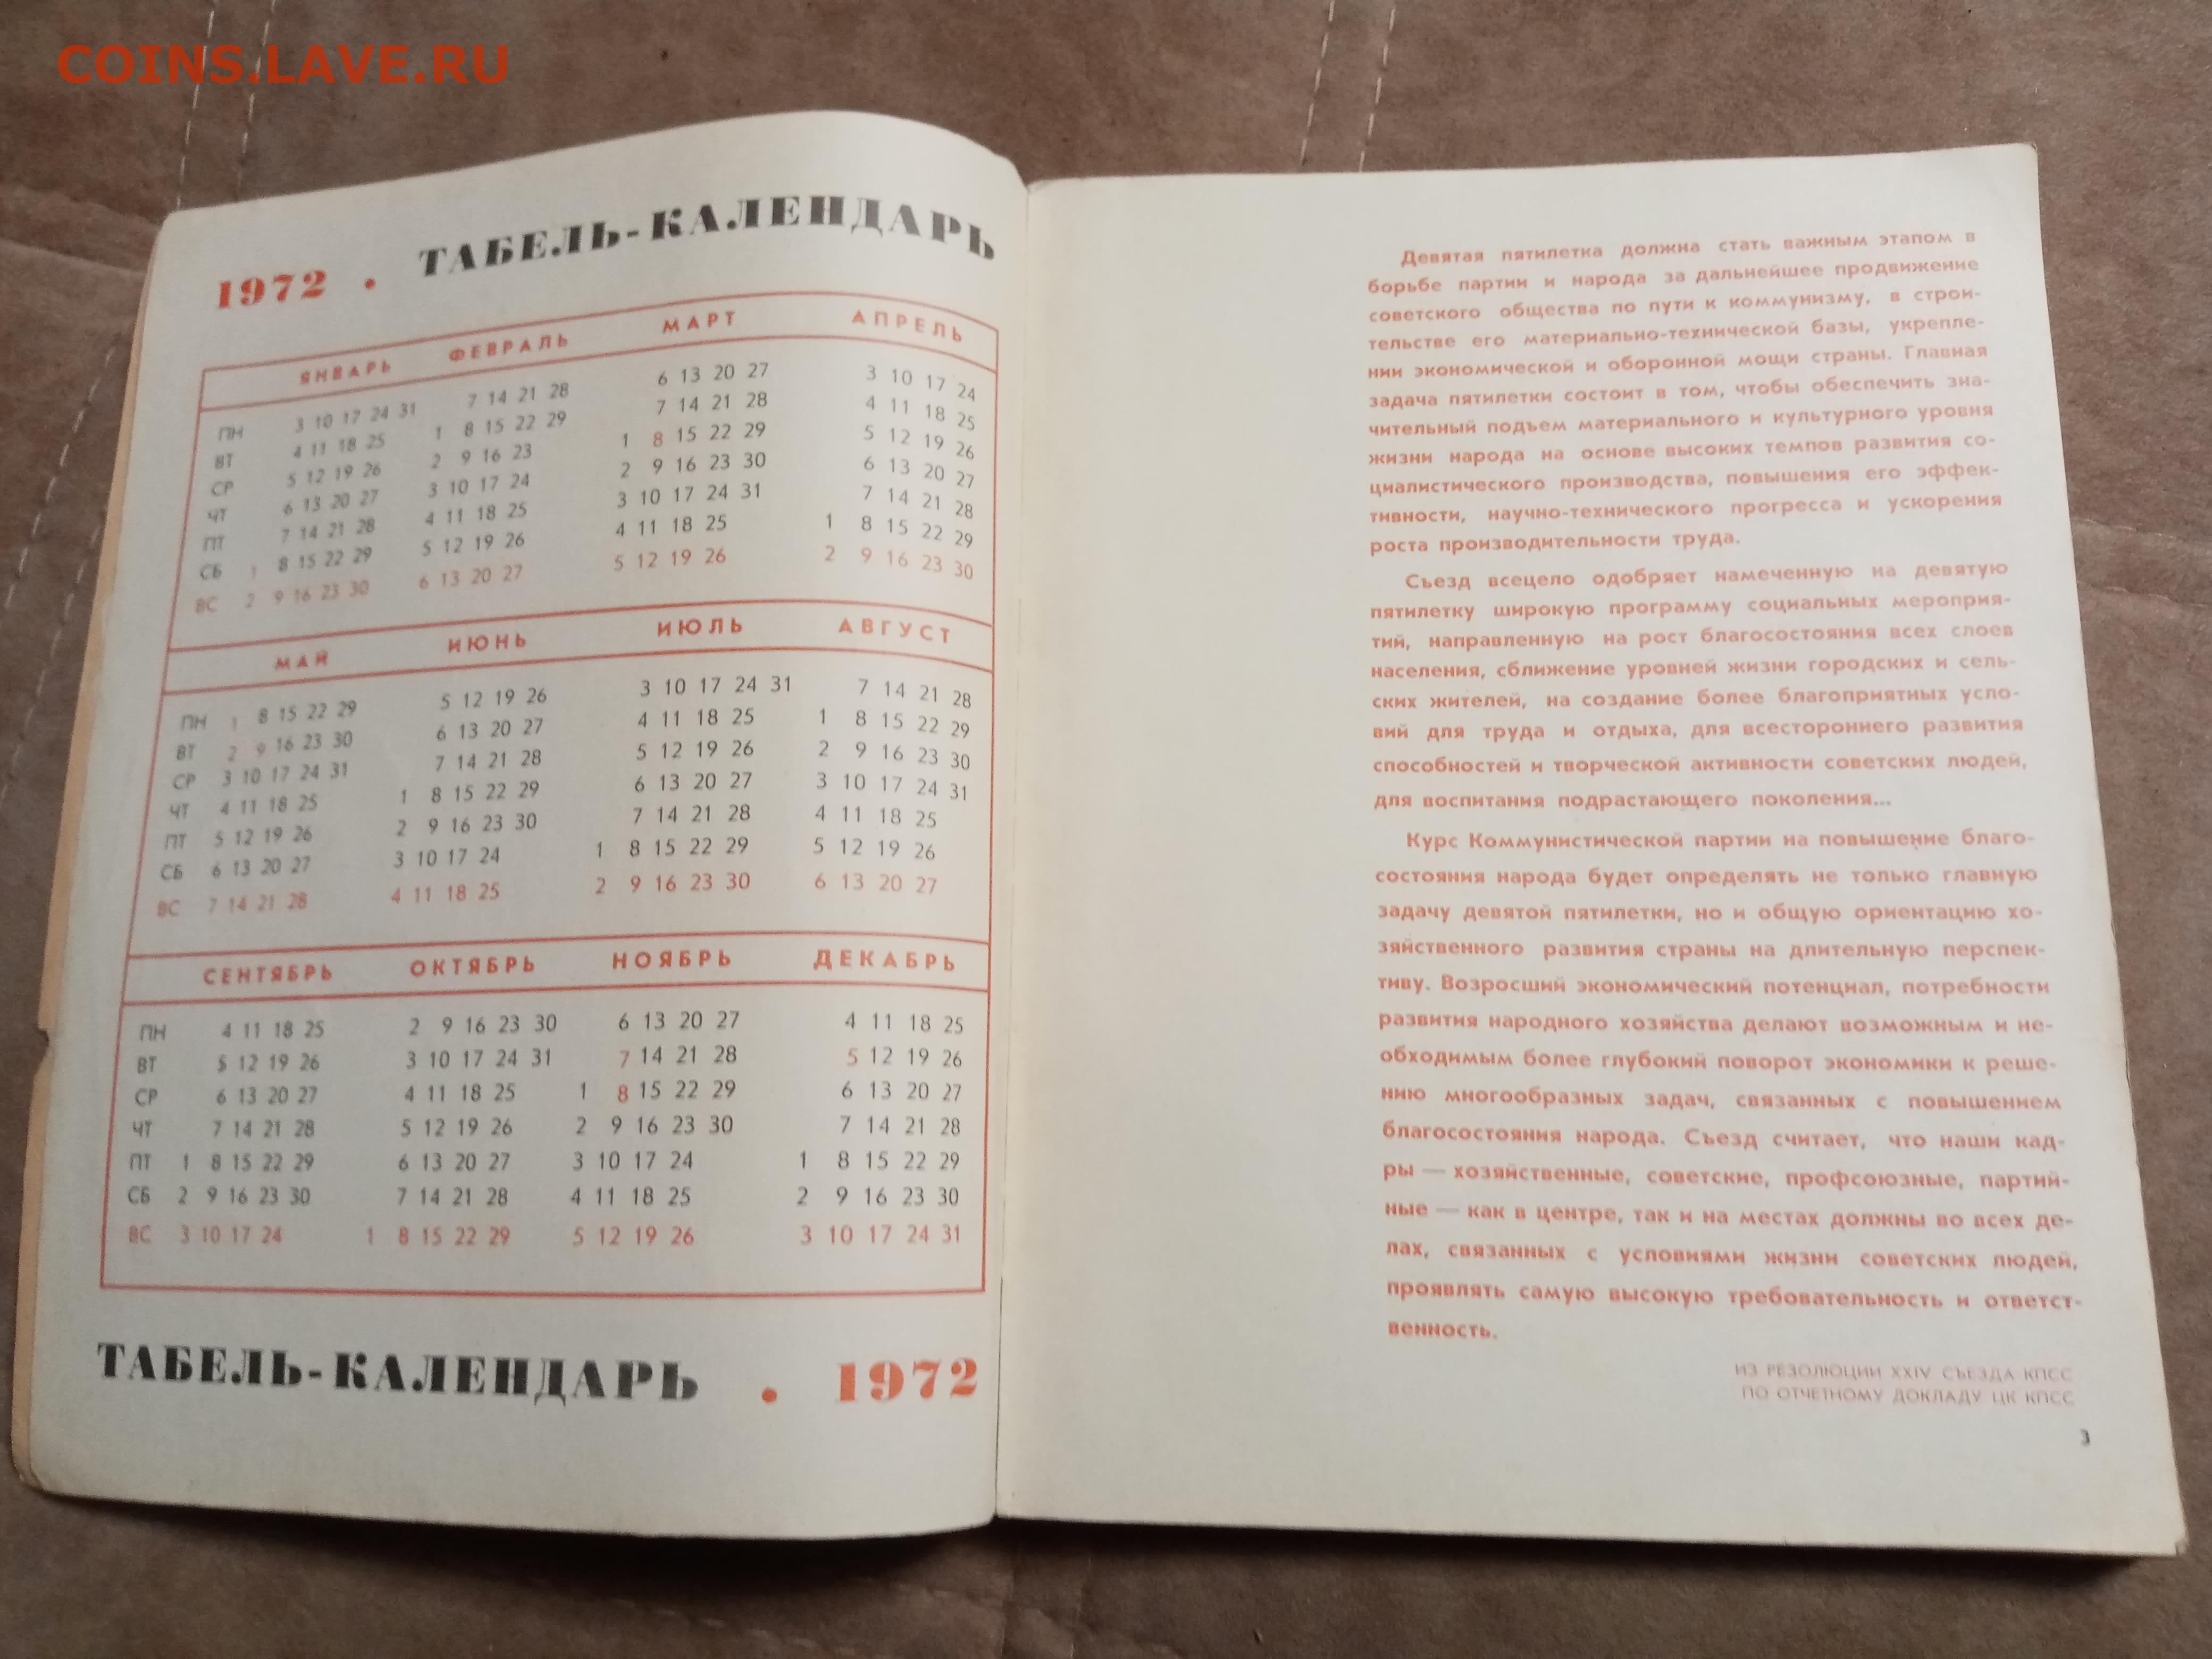 COINS.LAVE.RU
1972 . ТАБЕЛЬ-КАЛЕНДАРЬ
ЯНВАРЬ ФЕВРАЛЬ МАРТ АПРЕЛЬ
ПН 3 10 17 24 31 7 14 21 28 6 13 20 27 3 10 17 24
ВТ 4 11 18 25 1 8 15 22 29 7 14 21 28 4 11 18 25
СР 5 12 19 26 2 9 16 23 1 8 15 22 29 5 12 19 26
ЧТ 6 13 20 27 3 10 17 24 2 9 16 23 30 6 13 20 27
ПТ 7 14 21 28 4 11 18 25 3 10 17 24 31 7 14 21 28
СБ 1 8 15 22 29 5 12 19 26 4 11 18 25 1 8 15 22 29
ВС 2 9 16 23 30 6 13 20 27 5 12 19 26 2 9 16 23 30
МАЙ ИЮНЬ ИЮЛЬ АВГУСТ
ПН 1 8 15 22 29 5 12 19 26 3 10 17 24 31 7 14 21 28
ВТ 2 9 16 23 30 6 13 20 27 4 11 18 25 1 8 15 22 29
СР 3 10 17 24 31 7 14 21 28 5 12 19 26 2 9 16 23 30
ЧТ 4 11 18 25 1 8 15 22 29 6 13 20 27 3 10 17 24 31
ПТ 5 12 19 26 2 9 16 23 30 7 14 21 28 4 11 18 25
СБ 6 13 20 27 3 10 17 24 1 8 15 22 29 5 12 19 26
ВС 7 14 21 28 4 11 18 25 2 9 16 23 30 6 13 20 27
СЕНТЯБРЬ ОКТЯБРЬ НОЯБРЬ ДЕКАБРЬ
ПН 4 11 18 25 2 9 16 23 30 6 13 20 27 4 11 18 25
ВТ 5 12 19 26 3 10 17 24 31 7 14 21 28 5 12 19 26
СР 6 13 20 27 4 11 18 25 1 8 15 22 29 6 13 20 27
ЧТ 7 14 21 28 5 12 19 26 2 9 16 23 30 7 14 21 28
ПТ 1 8 15 22 29 6 13 20 27 3 10 17 24 1 8 15 22 29
СБ 2 9 16 23 30 7 14 21 28 4 11 18 25 2 9 16 23 30
ВС 3 10 17 24 1 8 15 22 29 5 12 19 26 3 10 17 24 31
ТАБЕЛЬ-КАЛЕНДАРЬ . 1972
Девятая пятилетка должна стать важным этапом в
борьбе партии и народа за дальнейшее продвижение
советского общества по пути к коммунизму, в строи-
тельстве его материально-технической базы, укрепле-
нии экономической и оборонной мощи страны. Главная
задача пятилетки состоит в том, чтобы обеспечить зна-
чительный подъем материального и культурного уровня
жизни народа на основе высоких темпов развития со-
циалистического производства, повышения его эффек-
тивности, научно-технического прогресса и ускорения
роста производительности труда.
Съезд всецело одобряет намеченную на девятую
пятилетку широкую программу социальных мероприя-
тий, направленную на рост благосостояния всех слоев
населения, сближение уровней жизни городских и сель-
ских жителей, на создание более благоприятных усло-
вий для труда и отдыха, для всестороннего развития
способностей и творческой активности советских людей,
для воспитания подрастающего поколения...
Курс Коммунистической партии на повышение благо-
состояния народа будет определять не только главную
задачу девятой пятилетки, но и общую ориентацию хо-
зяйственного развития страны на длительную перспек-
тиву. Возросший экономический потенциал, потребности
развития народного хозяйства делают возможным и не-
обходимым более глубокий поворот экономики к реше-
нию многообразных задач, связанных с повышением
благосостояния народа. Съезд считает, что наши кад-
ры — хозяйственные, советские, профсоюзные, партий-
ные — как в центре, так и на местах должны во всех де-
лах, связанных с условиями жизни советских людей,
проявлять самую высокую требовательность и ответст-
венность.
ИЗ РЕЗОЛЮЦИИ XXIV СЪЕЗДА КПСС
ПО ОТЧЕТНОМУ ДОКЛАДУ ЦК КПСС
3